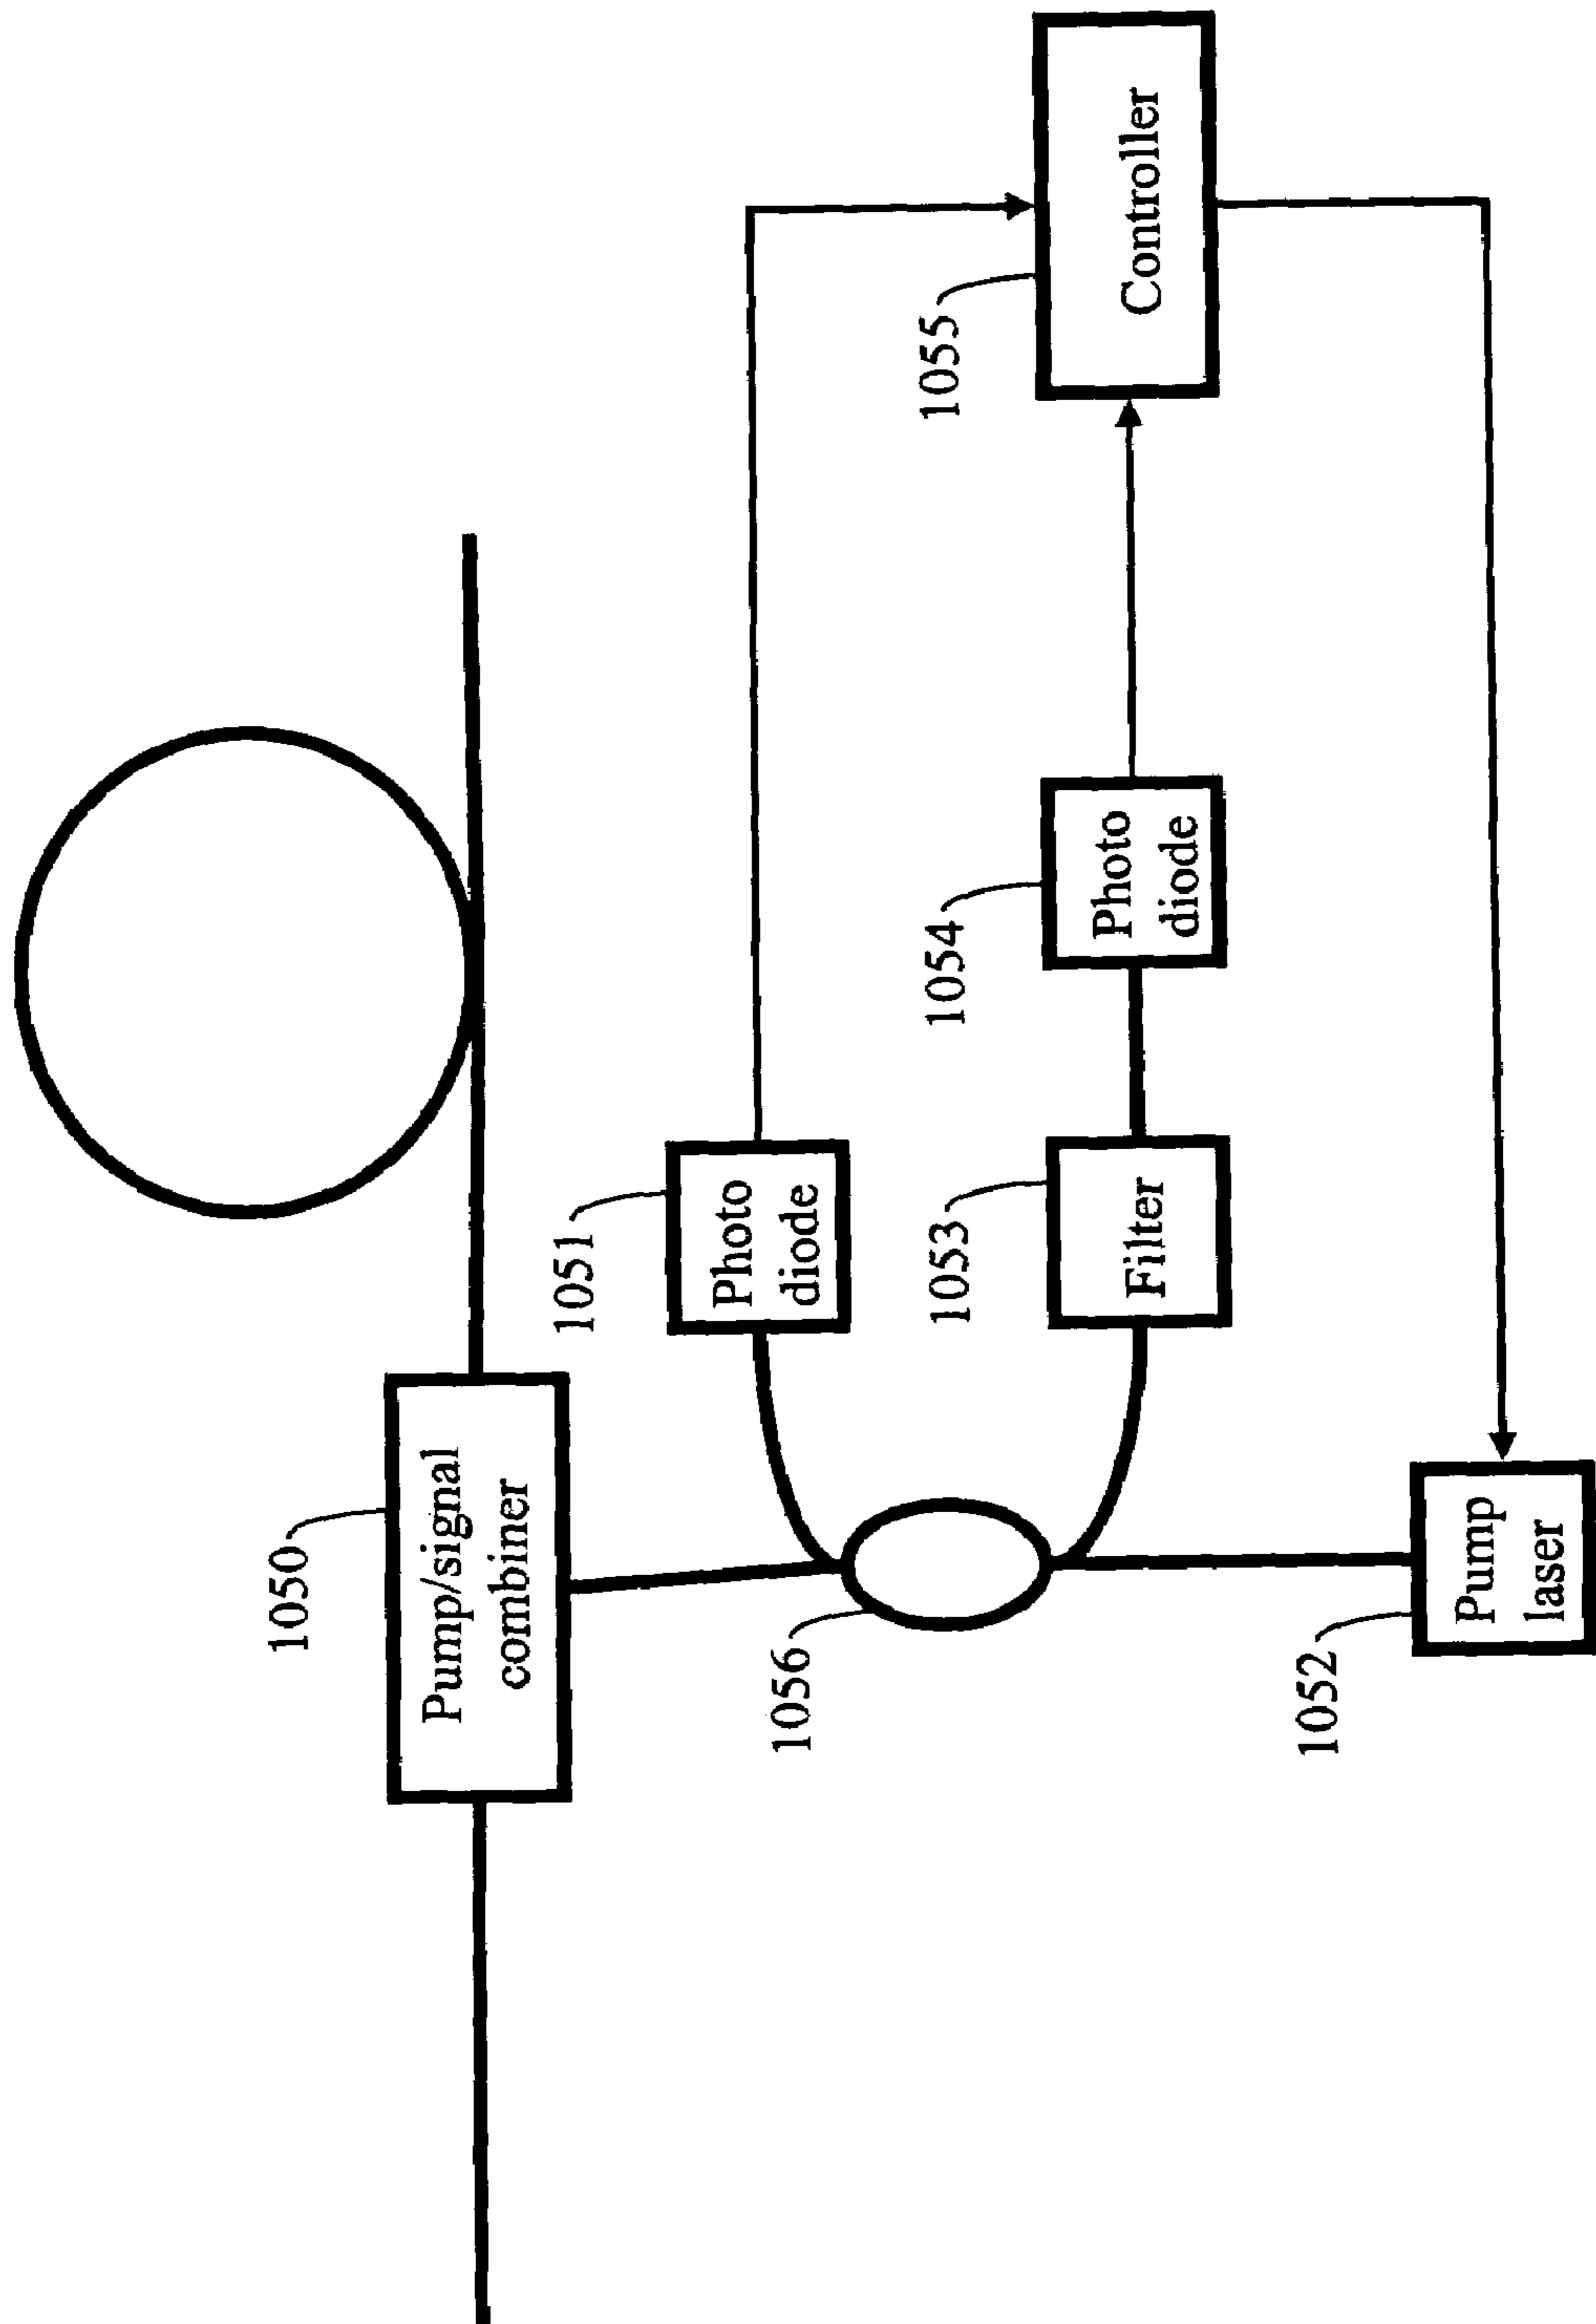 1050
Pump/signal
combiner
1051
Photo
diode
1056
1053
Filter
1054
Photo
diode
1055
Controller
1052
Pump
laser